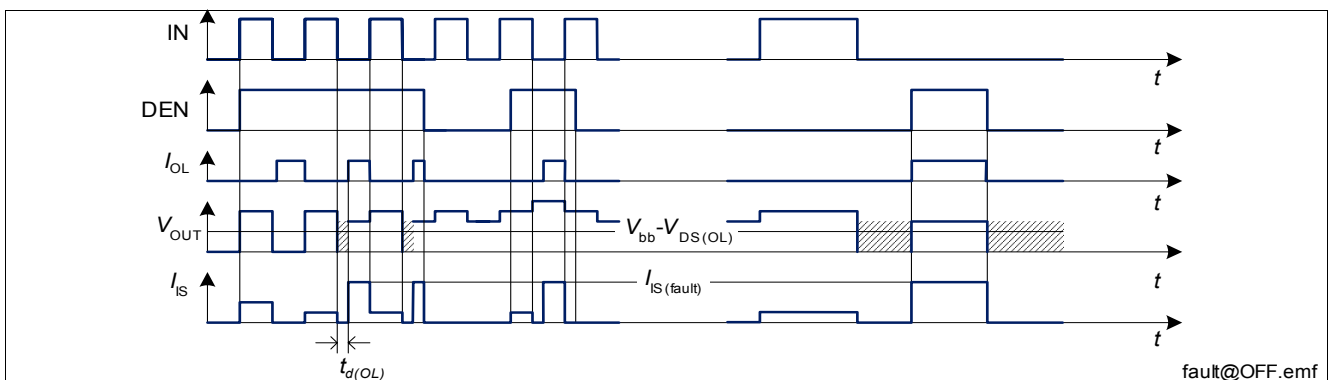 IN
t
DEN
t
I_OL
t
V_OUT
V_bb-V_DS(OL)
t
I_IS
I_IS(fault)
t
t_d(OL)
fault@OFF.emf